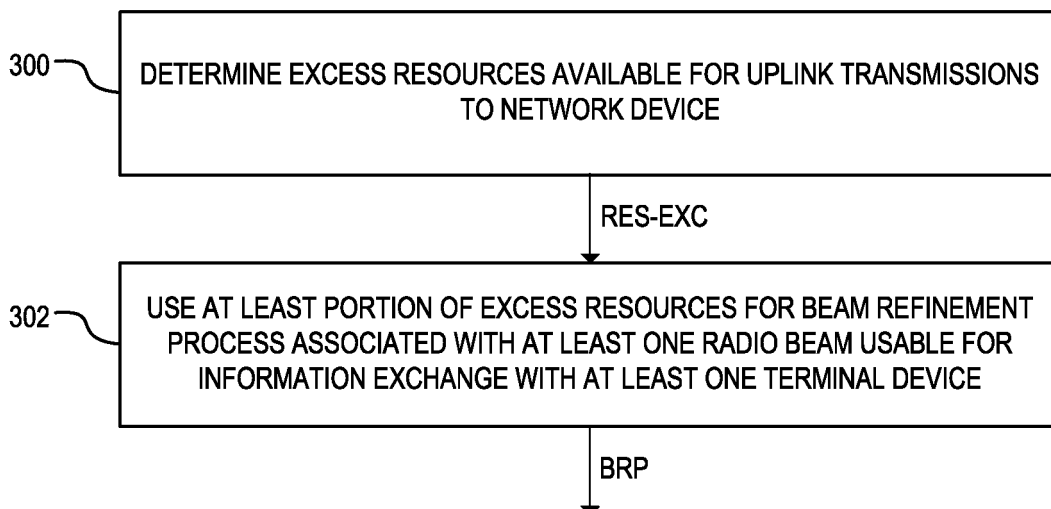 300
DETERMINE EXCESS RESOURCES AVAILABLE FOR UPLINK TRANSMISSIONS
TO NETWORK DEVICE
RES-EXC
302
USE AT LEAST PORTION OF EXCESS RESOURCES FOR BEAM REFINEMENT
PROCESS ASSOCIATED WITH AT LEAST ONE RADIO BEAM USABLE FOR
INFORMATION EXCHANGE WITH AT LEAST ONE TERMINAL DEVICE
BRP